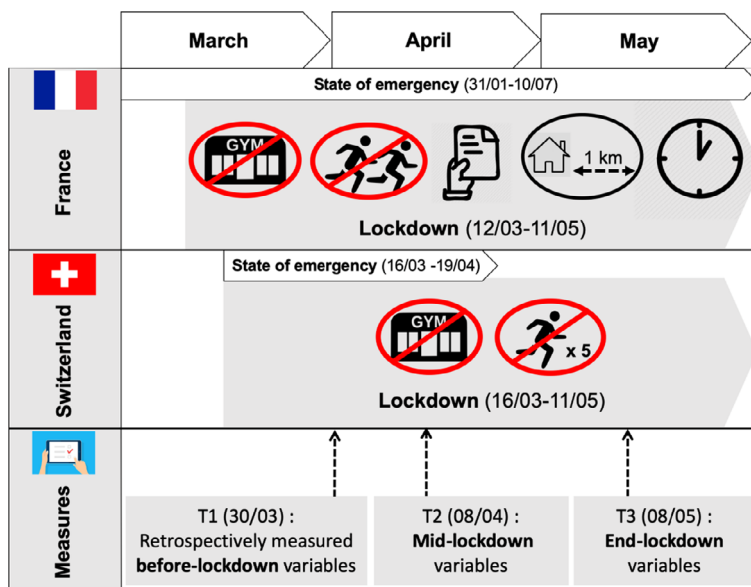 March
April
May
France
State of emergency (31/01-10/07)
GYM
1 km
Lockdown (12/03-11/05)
Switzerland
State of emergency (16/03 -19/04)
GYM
x 5
Lockdown (16/03-11/05)
Measures
T1 (30/03) :
Retrospectively measured
before-lockdown variables
T2 (08/04) :
Mid-lockdown
variables
T3 (08/05) :
End-lockdown
variables